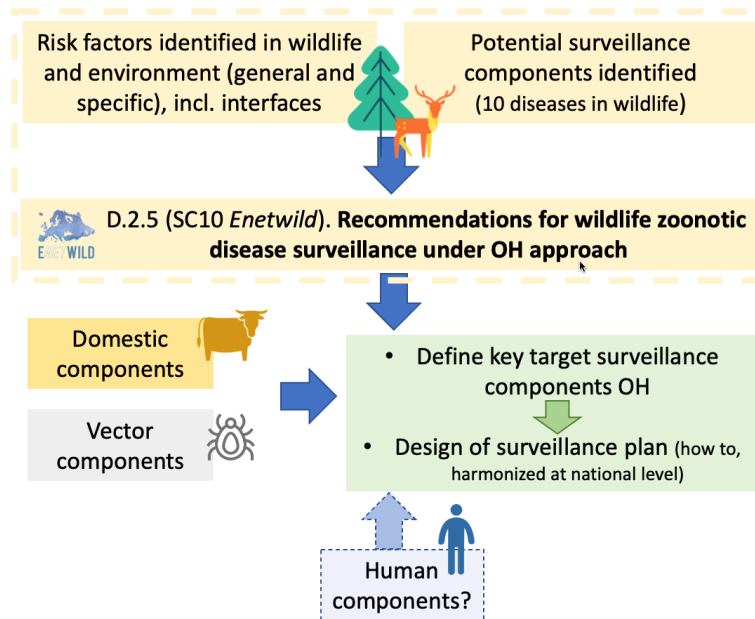 Risk factors identified in wildlife
and environment (general and
specific), incl. interfaces
Potential surveillance
components identified
(10 diseases in wildlife)
ENETWILD
D.2.5 (SC10 Enetwild). Recommendations for wildlife zoonotic
disease surveillance under OH approach
Domestic
components
Vector
components
• Define key target surveillance
components OH
• Design of surveillance plan (how to,
harmonized at national level)
Human
components?